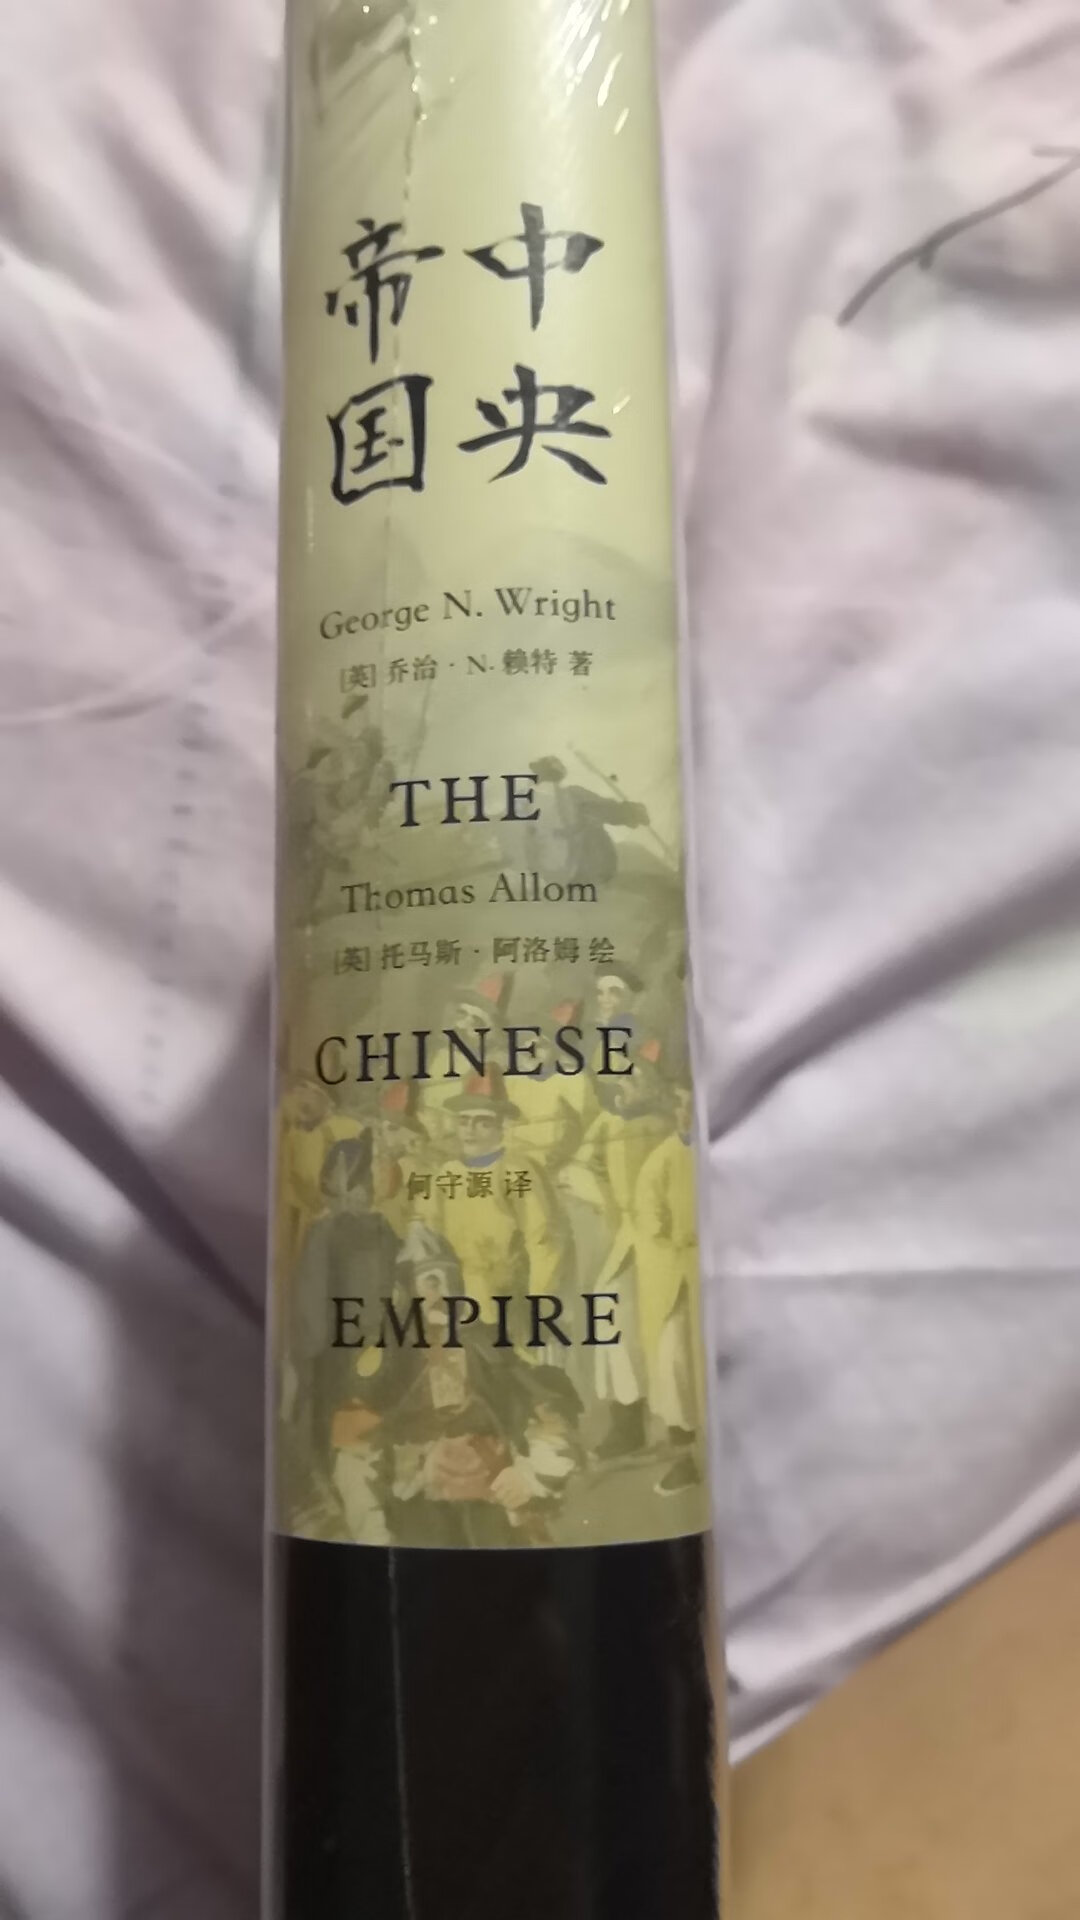 中央
帝国
George N. Wright
[英] 乔治·N·赖特 著
THE
Thomas Allom
[英] 托马斯·阿洛姆 绘
CHINESE
何守源 译
EMPIRE